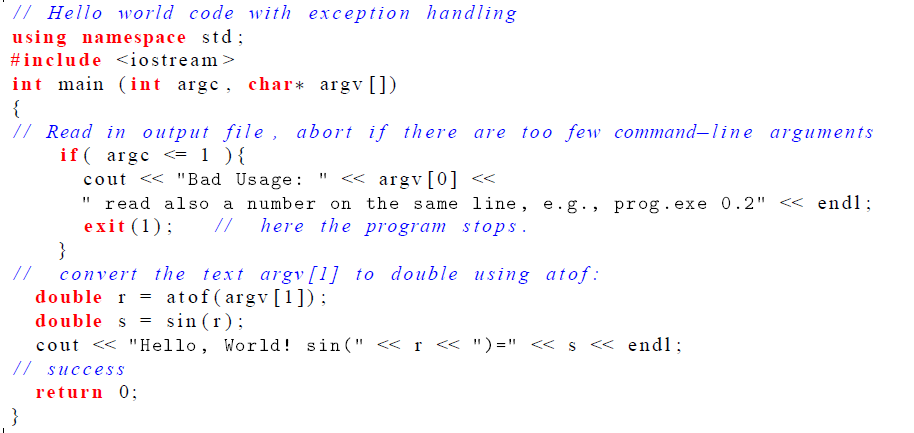 // Hello world code with exception handling
using namespace std;
#include <iostream>
int main (int argc, char* argv[])
{
// Read in output file, abort if there are too few command−line arguments
if( argc <= 1 ){
cout << "Bad Usage: " << argv[0] <<
" read also a number on the same line, e.g., prog.exe 0.2" << endl;
exit(1); // here the program stops.
}
// convert the text argv[1] to double using atof:
double r = atof(argv[1]);
double s = sin(r);
cout << "Hello, World! sin(" << r << ")=" << s << endl;
// success
return 0;
}